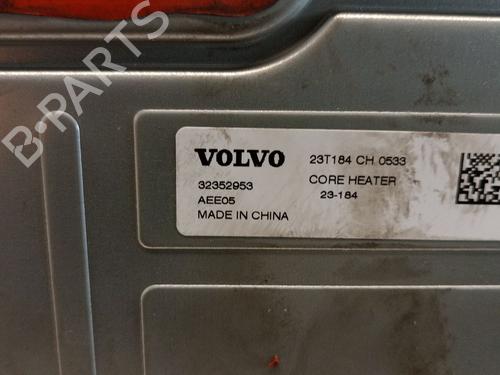 VOLVO
32352953
AEE05
MADE IN CHINA
23T184 CH 0533
CORE HEATER
23-184
B-PARTS